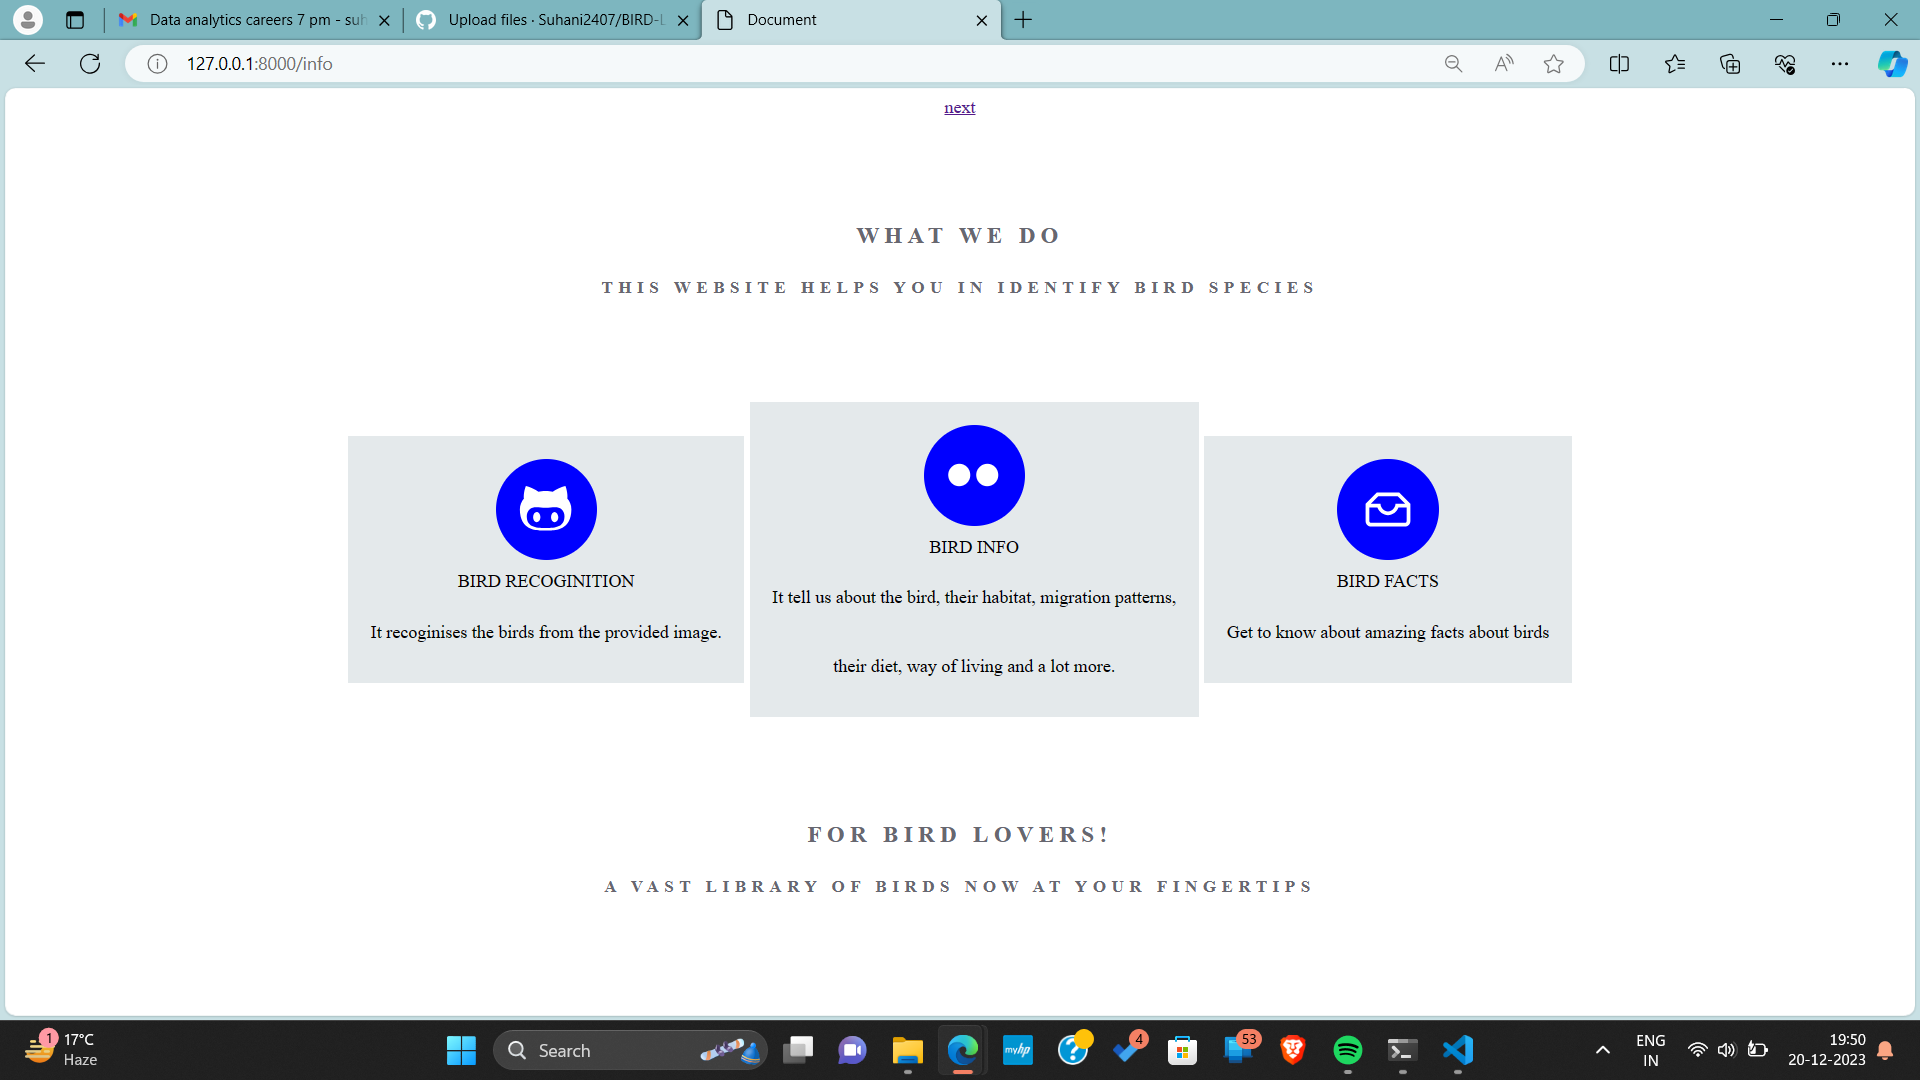 Data analytics careers 7 pm - suh
Upload files · Suhani2407/BIRD-L
Document
127.0.0.1:8000/info
next
WHAT WE DO
THIS WEBSITE HELPS YOU IN IDENTIFY BIRD SPECIES
BIRD RECOGINITION
It recoginises the birds from the provided image.
BIRD INFO
It tell us about the bird, their habitat, migration patterns,
their diet, way of living and a lot more.
BIRD FACTS
Get to know about amazing facts about birds
FOR BIRD LOVERS!
A VAST LIBRARY OF BIRDS NOW AT YOUR FINGERTIPS
1
17°C
Haze
Search
myhp
4
53
ENG
IN
19:50
20-12-2023